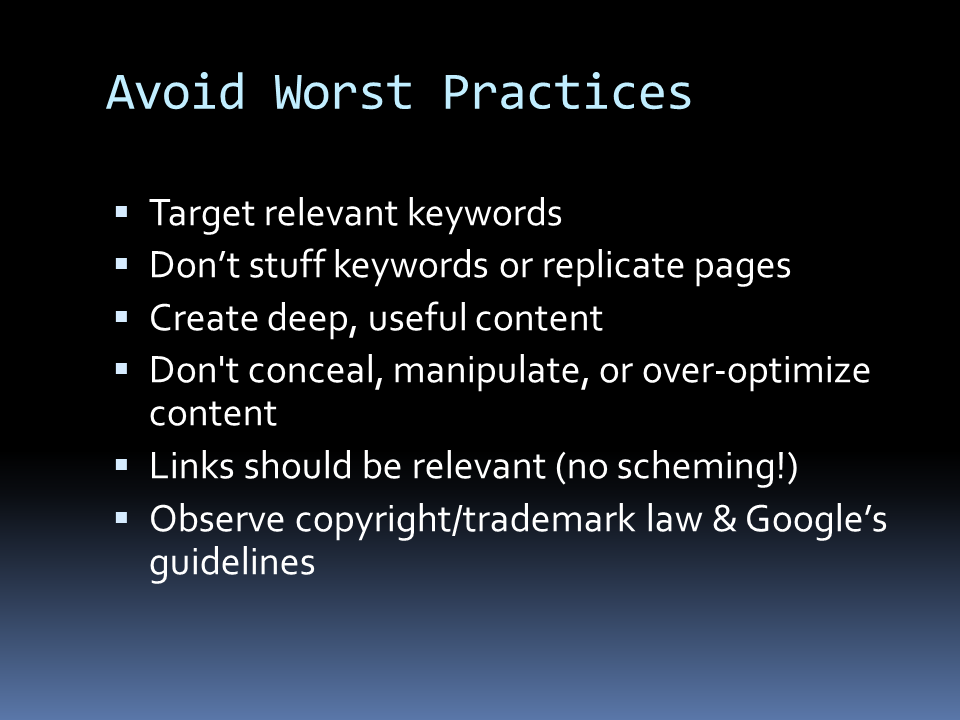 Avoid Worst Practices
▪ Target relevant keywords
▪ Don’t stuff keywords or replicate pages
▪ Create deep, useful content
▪ Don't conceal, manipulate, or over-optimize
content
▪ Links should be relevant (no scheming!)
▪ Observe copyright/trademark law & Google’s
guidelines